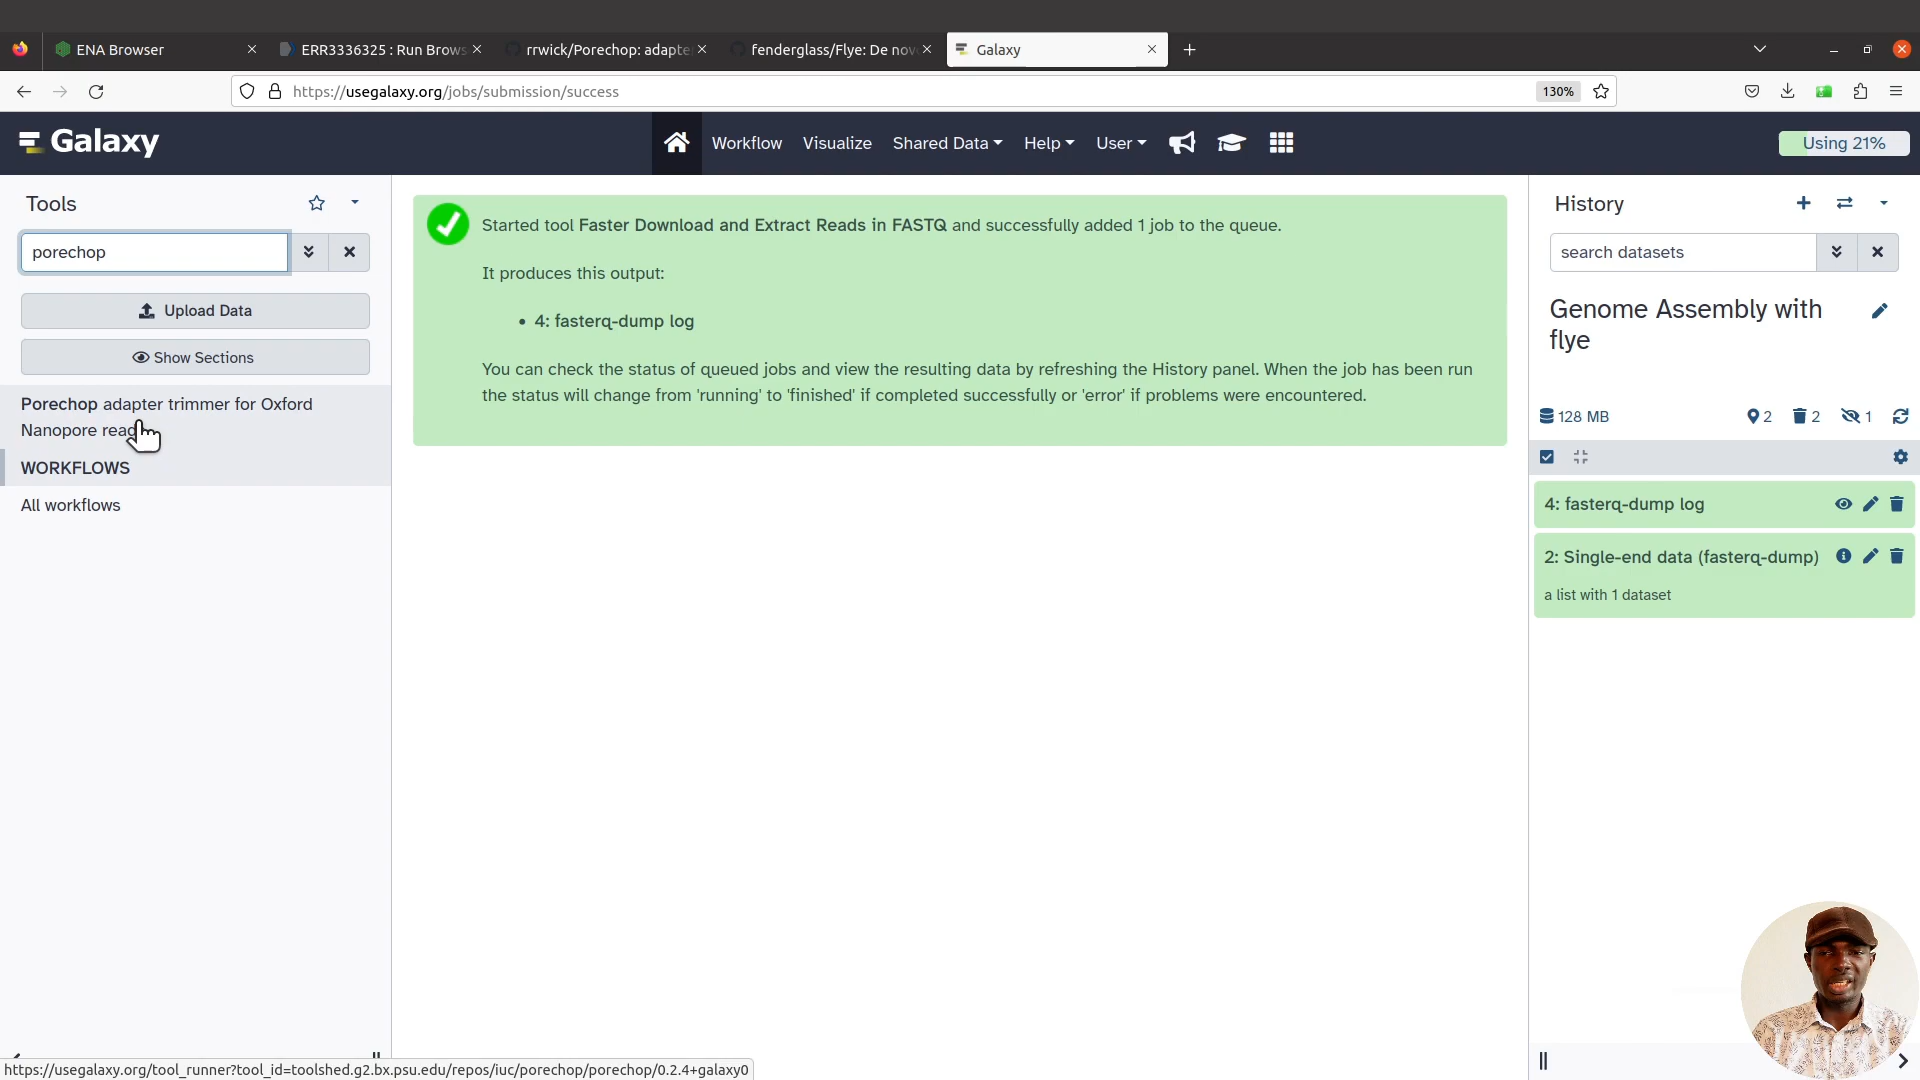 ENA Browser
ERR3336325 : Run Brows
rrwick/Porechop: adapte
fenderglass/Flye: De nov
Galaxy
https://usegalaxy.org/jobs/submission/success
130%
Galaxy
Workflow
Visualize
Shared Data
Help
User
Using 21%
Tools
porechop
Upload Data
Show Sections
Porechop adapter trimmer for Oxford
Nanopore read
WORKFLOWS
All workflows
Started tool Faster Download and Extract Reads in FASTQ and successfully added 1 job to the queue.
It produces this output:
• 4: fasterq-dump log
You can check the status of queued jobs and view the resulting data by refreshing the History panel. When the job has been run
the status will change from 'running' to 'finished' if completed successfully or 'error' if problems were encountered.
History
search datasets
Genome Assembly with
flye
128 MB
2
2
1
4: fasterq-dump log
2: Single-end data (fasterq-dump)
a list with 1 dataset
https://usegalaxy.org/tool_runner?tool_id=toolshed.g2.bx.psu.edu/repos/iuc/porechop/porechop/0.2.4+galaxy0